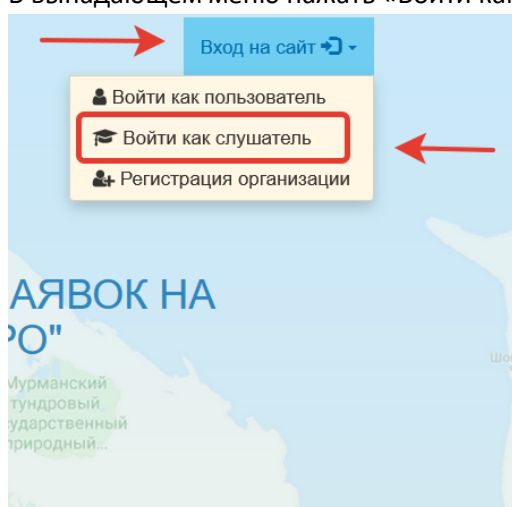 В выпадающем меню нажать «Войти как
Вход на сайт
Войти как пользователь
Войти как слушатель
Регистрация организации
АЯВОК НА
РО"
Мурманский
тундровый
ударственный
природный...
Шо